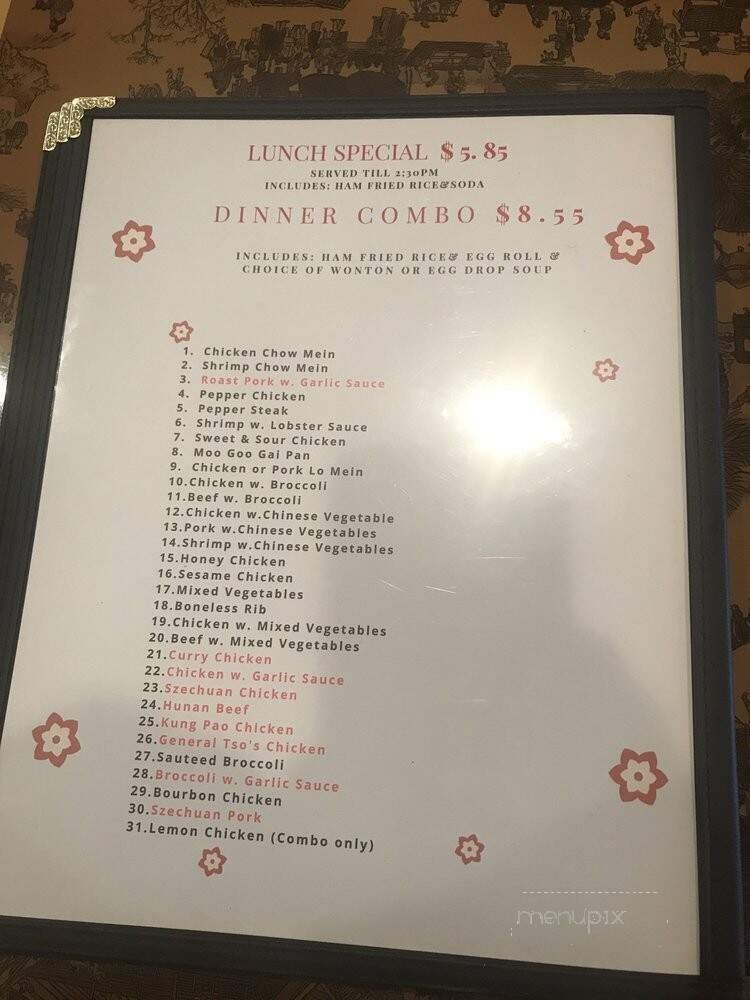 LUNCH SPECIAL $5.85
SERVED TILL 2:30PM
INCLUDES: HAM FRIED RICE&SODA
DINNER COMBO $8.55
INCLUDES: HAM FRIED RICE& EGG ROLL &
CHOICE OF WONTON OR EGG DROP SOUP
1. Chicken Chow Mein
2. Shrimp Chow Mein
3. Roast Pork w. Garlic Sauce
4. Pepper Chicken
5. Pepper Steak
6. Shrimp w. Lobster Sauce
7. Sweet & Sour Chicken
8. Moo Goo Gai Pan
9. Chicken or Pork Lo Mein
10.Chicken w. Broccoli
11.Beef w. Broccoli
12.Chicken w.Chinese Vegetable
13.Pork w.Chinese Vegetables
14.Shrimp w.Chinese Vegetables
15.Honey Chicken
16.Sesame Chicken
17.Mixed Vegetables
18.Boneless Rib
19.Chicken w. Mixed Vegetables
20.Beef w. Mixed Vegetables
21.Curry Chicken
22.Chicken w. Garlic Sauce
23.Szechuan Chicken
24.Hunan Beef
25.Kung Pao Chicken
26.General Tso's Chicken
27.Sauteed Broccoli
28.Broccoli w. Garlic Sauce
29.Bourbon Chicken
30.Szechuan Pork
31.Lemon Chicken (Combo only)
menupix